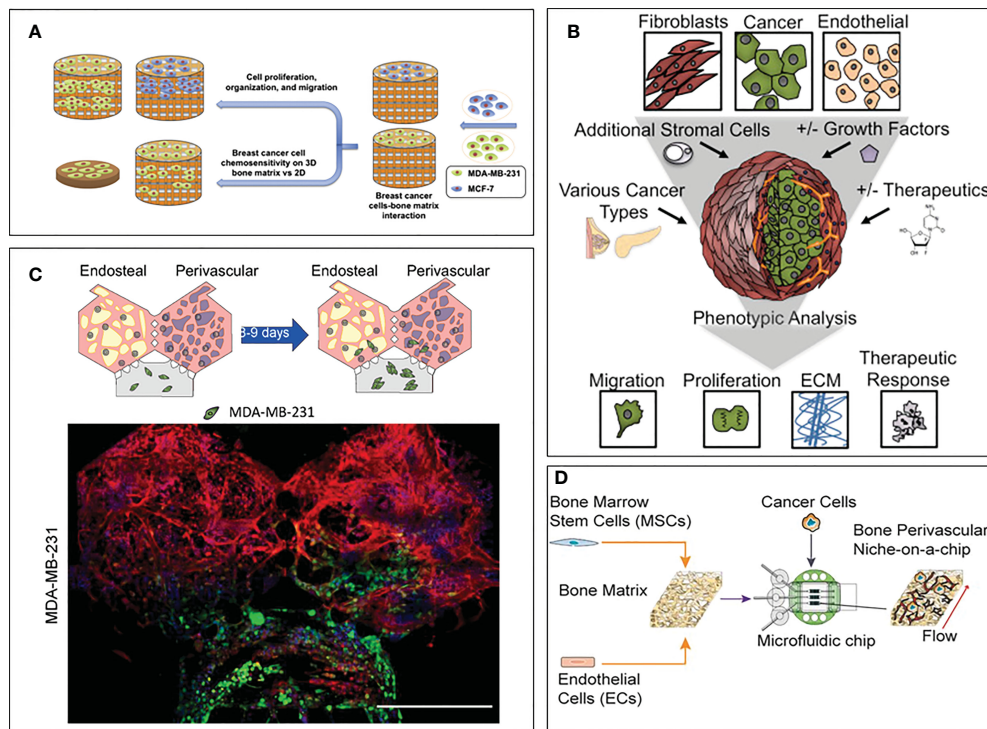 A
Cell proliferation,
organization, and migration
Breast cancer cell
chemosensitivity on 3D
bone matrix vs 2D
Breast cancer
cells-bone matrix
interaction
MDA-MB-231
MCF-7
B
Fibroblasts
Cancer
Endothelial
Additional Stromal Cells
+/- Growth Factors
Various Cancer
Types
+/- Therapeutics
NH₂
N
N
O
HO
O
OH
F
Phenotypic Analysis
Migration
Proliferation
ECM
Therapeutic
Response
C
Endosteal
Perivascular
Endosteal
Perivascular
8-9 days
MDA-MB-231
MDA-MB-231
D
Bone Marrow
Stem Cells (MSCs)
Bone Matrix
Endothelial
Cells (ECs)
Cancer Cells
Microfluidic chip
Bone Perivascular
Niche-on-a-chip
Flow